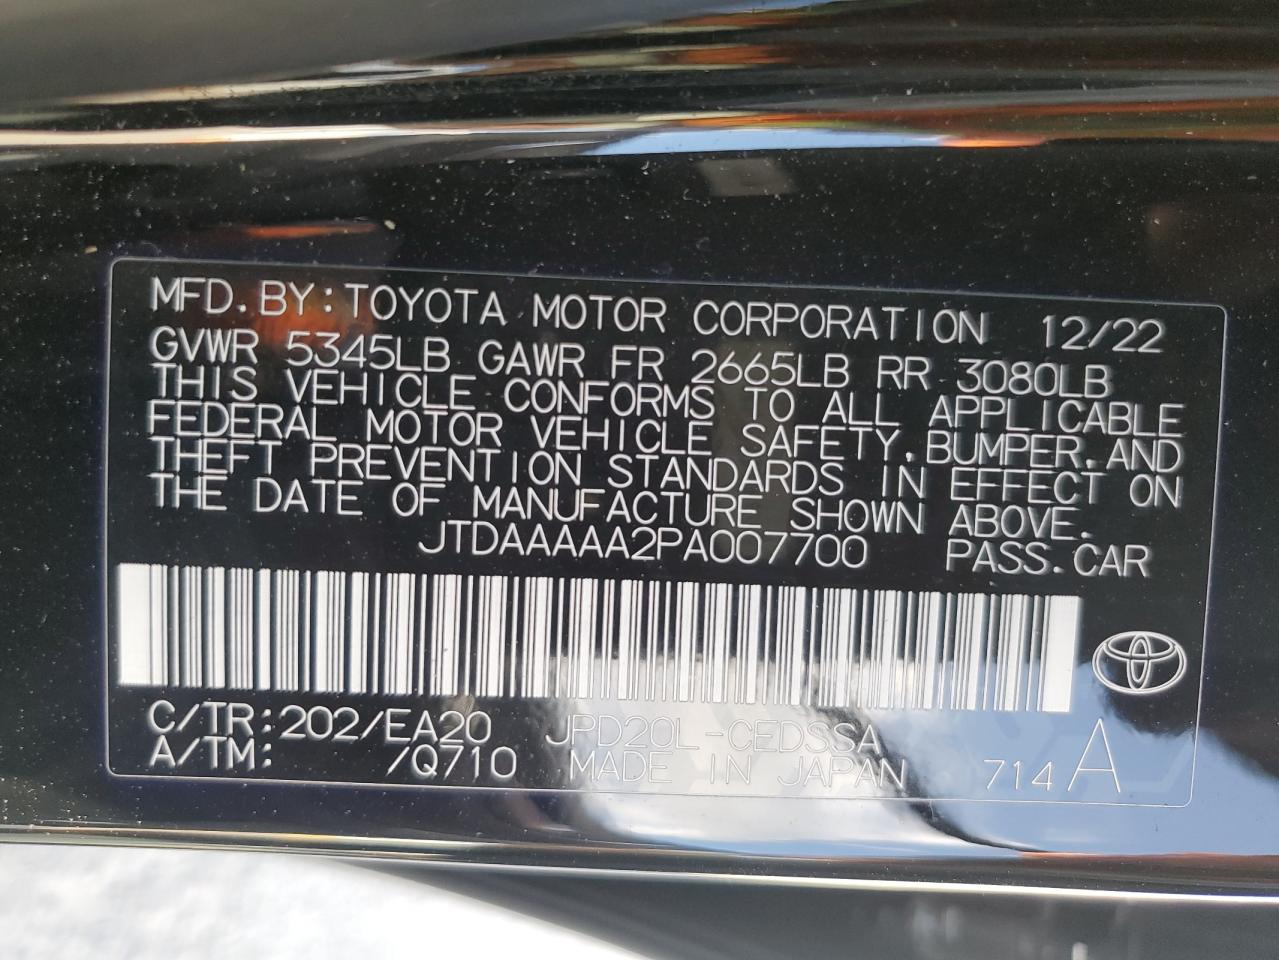 MFD.BY:TOYOTA MOTOR CORPORATION 12/22
GVWR 5345LB GAWR FR 2665LB RR 3080LB
THIS VEHICLE CONFORMS TO ALL APPLICABLE
FEDERAL MOTOR VEHICLE SAFETY,BUMPER,AND
THEFT PREVENTION STANDARDS IN EFFECT ON
THE DATE OF MANUFACTURE SHOWN ABOVE.
JTDAAAAAA2PA007700 PASS.CAR
C/TR:202/EA20 JPD20L-CEDSSA
A/TM: /Q710 MADE IN JAPAN 714 A